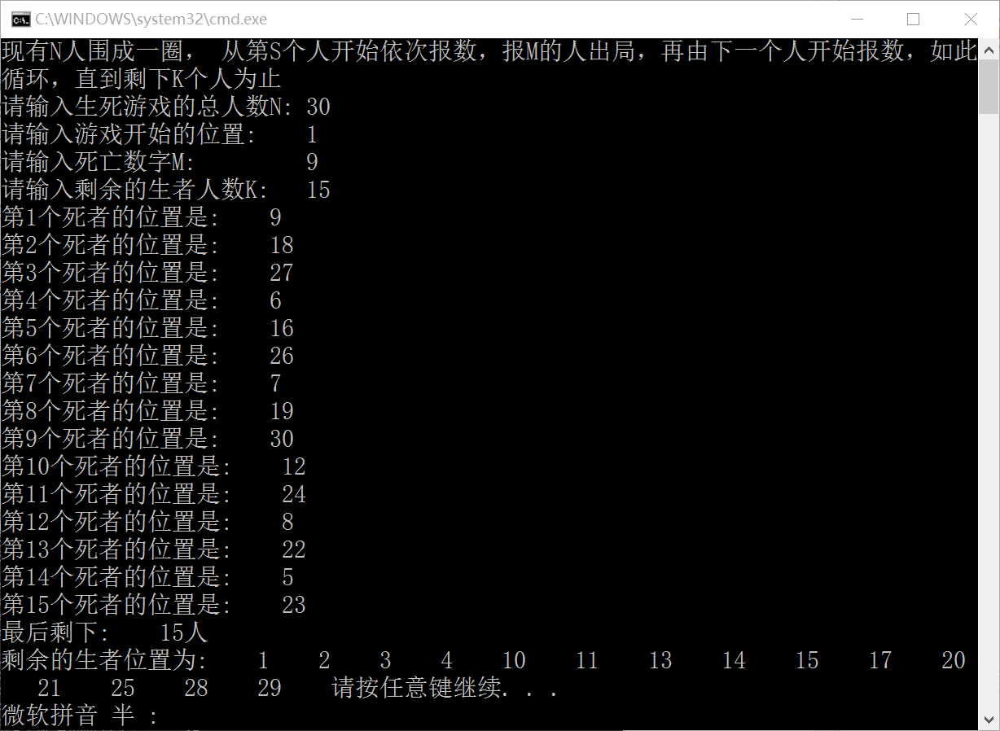 C:\WINDOWS\system32\cmd.exe
现有N人围成一圈, 从第S个人开始依次报数，报M的人出局，再由下一个人开始报数，如此
循环，直到剩下K个人为止
请输入生死游戏的总人数N: 30
请输入游戏开始的位置: 1
请输入死亡数字M: 9
请输入剩余的生者人数K: 15
第1个死者的位置是: 9
第2个死者的位置是: 18
第3个死者的位置是: 27
第4个死者的位置是: 6
第5个死者的位置是: 16
第6个死者的位置是: 26
第7个死者的位置是: 7
第8个死者的位置是: 19
第9个死者的位置是: 30
第10个死者的位置是: 12
第11个死者的位置是: 24
第12个死者的位置是: 8
第13个死者的位置是: 22
第14个死者的位置是: 5
第15个死者的位置是: 23
最后剩下: 15人
剩余的生者位置为: 1 2 3 4 10 11 13 14 15 17 20
21 25 28 29 请按任意键继续. . .
微软拼音 半 :